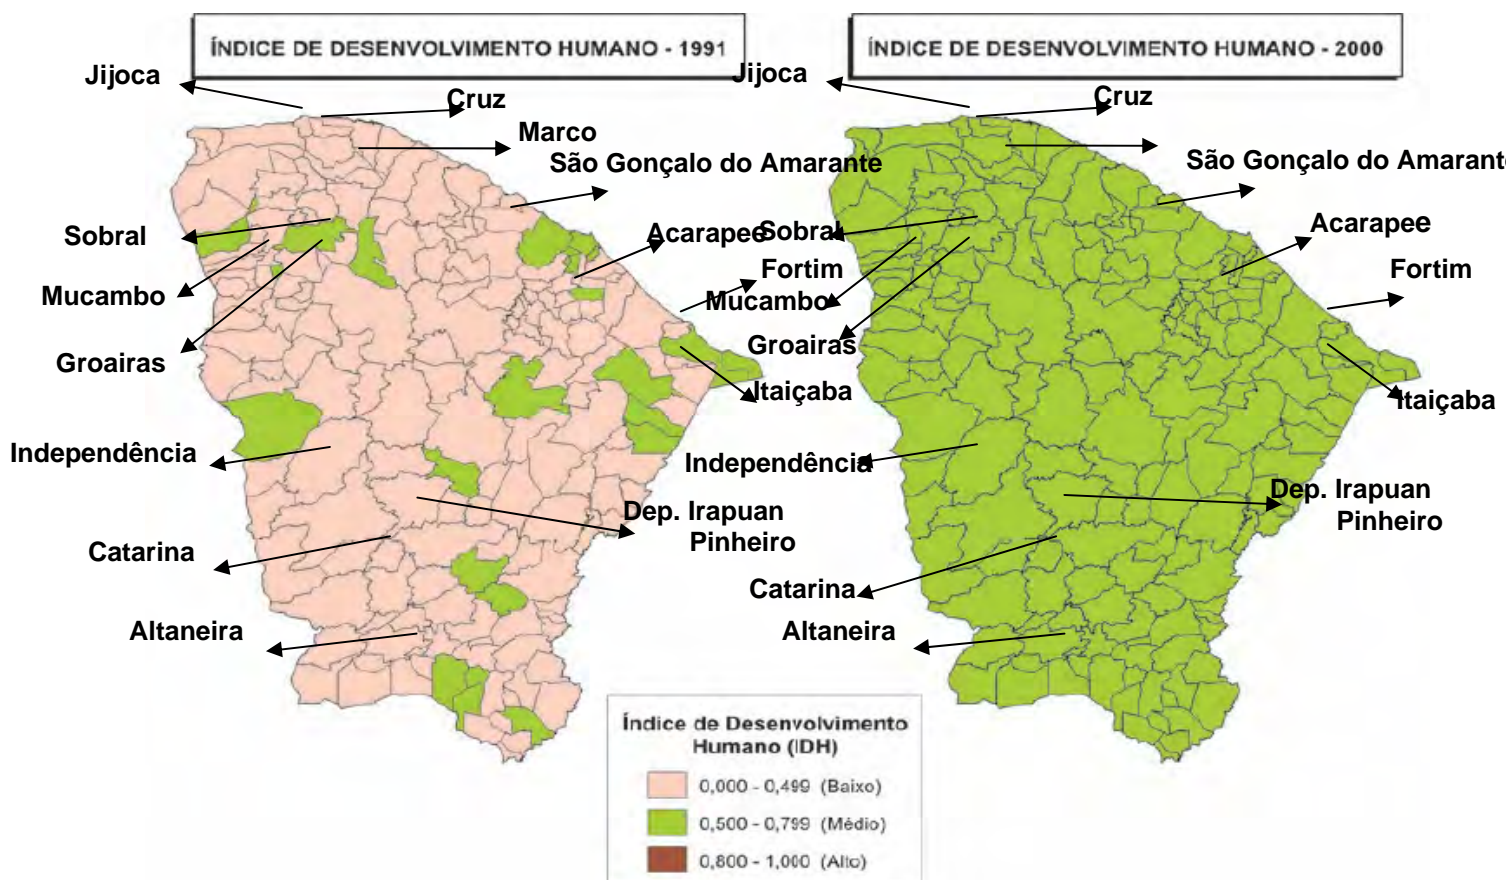 ÍNDICE DE DESENVOLVIMENTO HUMANO - 1991
Jijoca
Cruz
Marco
São Gonçalo do Amarante
Sobral
Acarapee
Mucambo
Fortim
Groairas
Itaiçaba
Independência
Dep. Irapuan
Pinheiro
Catarina
Altaneira
ÍNDICE DE DESENVOLVIMENTO HUMANO - 2000
Jijoca
Cruz
São Gonçalo do Amarante
Sobral
Acarapee
Mucambo
Fortim
Groairas
Itaiçaba
Independência
Dep. Irapuan
Pinheiro
Catarina
Altaneira
Índice de Desenvolvimento
Humano (IDH)
0,000 - 0,499 (Baixo)
0,500 - 0,799 (Médio)
0,800 - 1,000 (Alto)